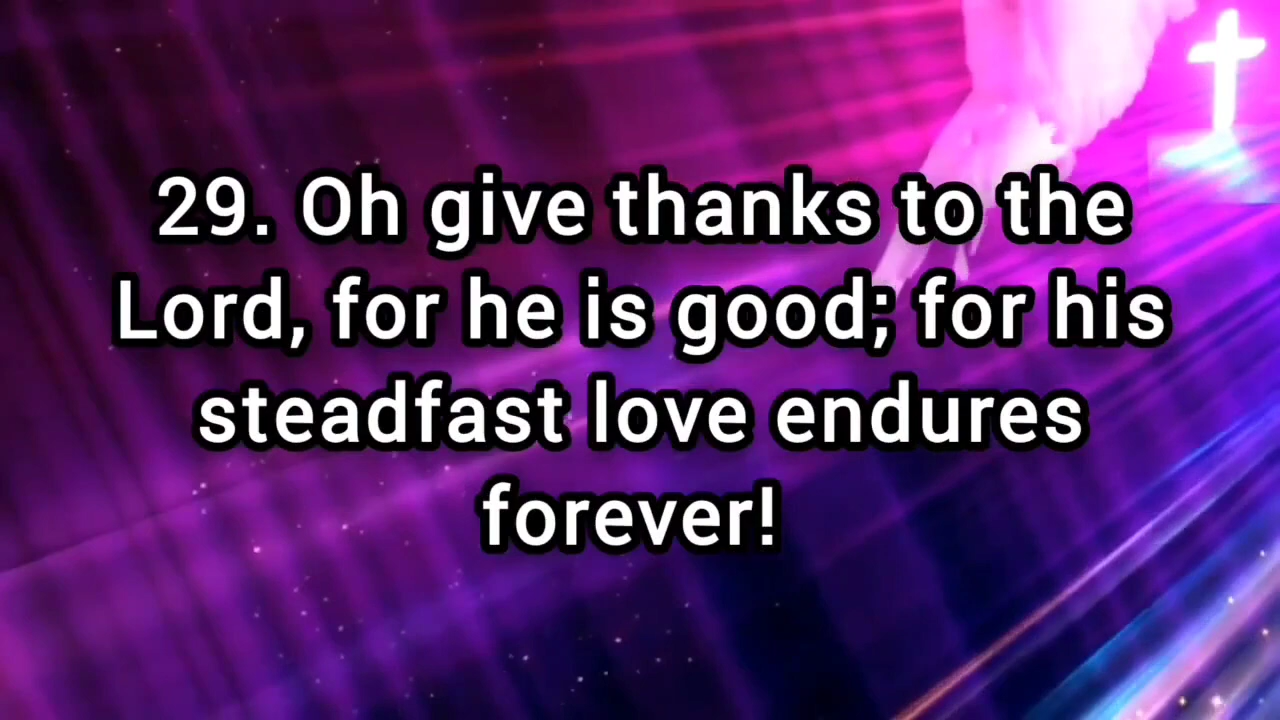 29. Oh give thanks to the
Lord, for he is good; for his
steadfast love endures
forever!